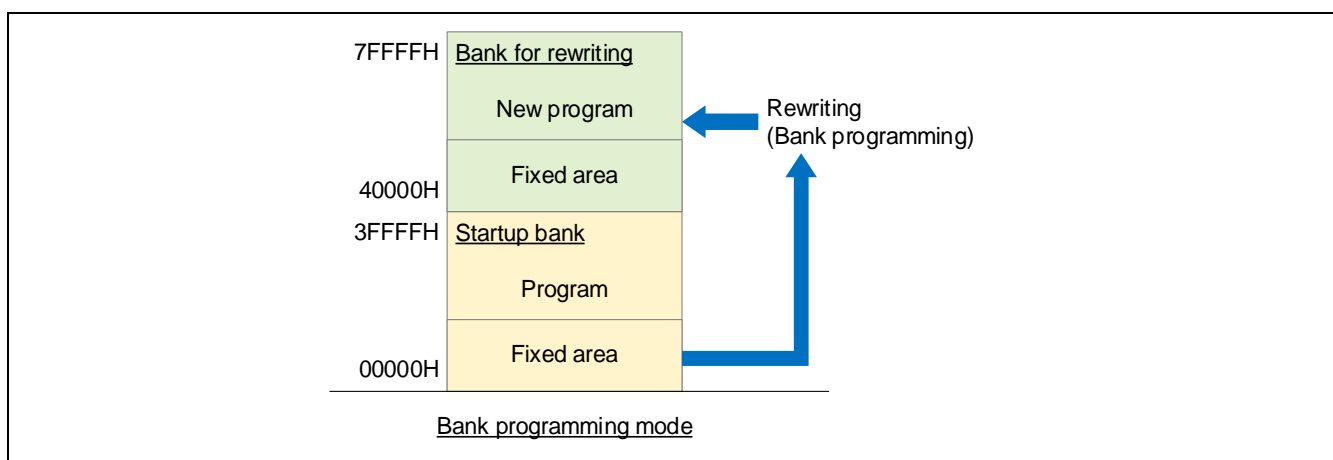 7FFFFH
Bank for rewriting
New program
Rewriting
(Bank programming)
Fixed area
40000H
3FFFFH
Startup bank
Program
Fixed area
00000H
Bank programming mode